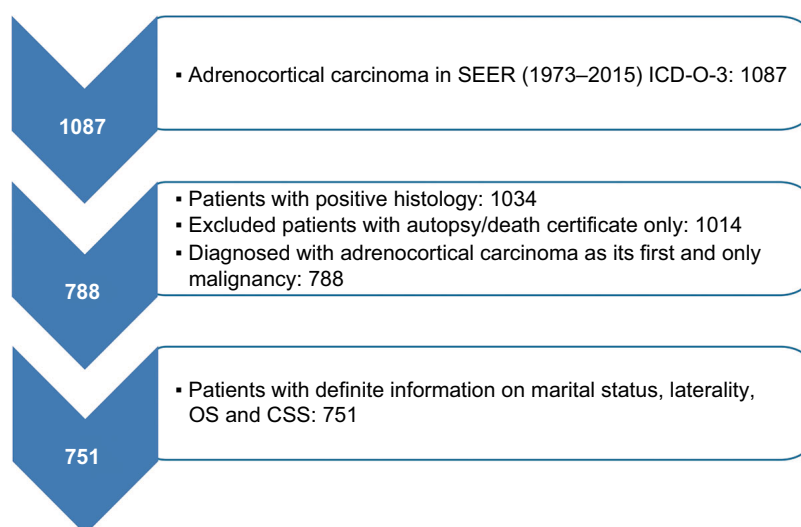 ▪ Adrenocortical carcinoma in SEER (1973–2015) ICD-O-3: 1087
1087
▪ Patients with positive histology: 1034
▪ Excluded patients with autopsy/death certificate only: 1014
▪ Diagnosed with adrenocortical carcinoma as its first and only
malignancy: 788
788
▪ Patients with definite information on marital status, laterality,
OS and CSS: 751
751